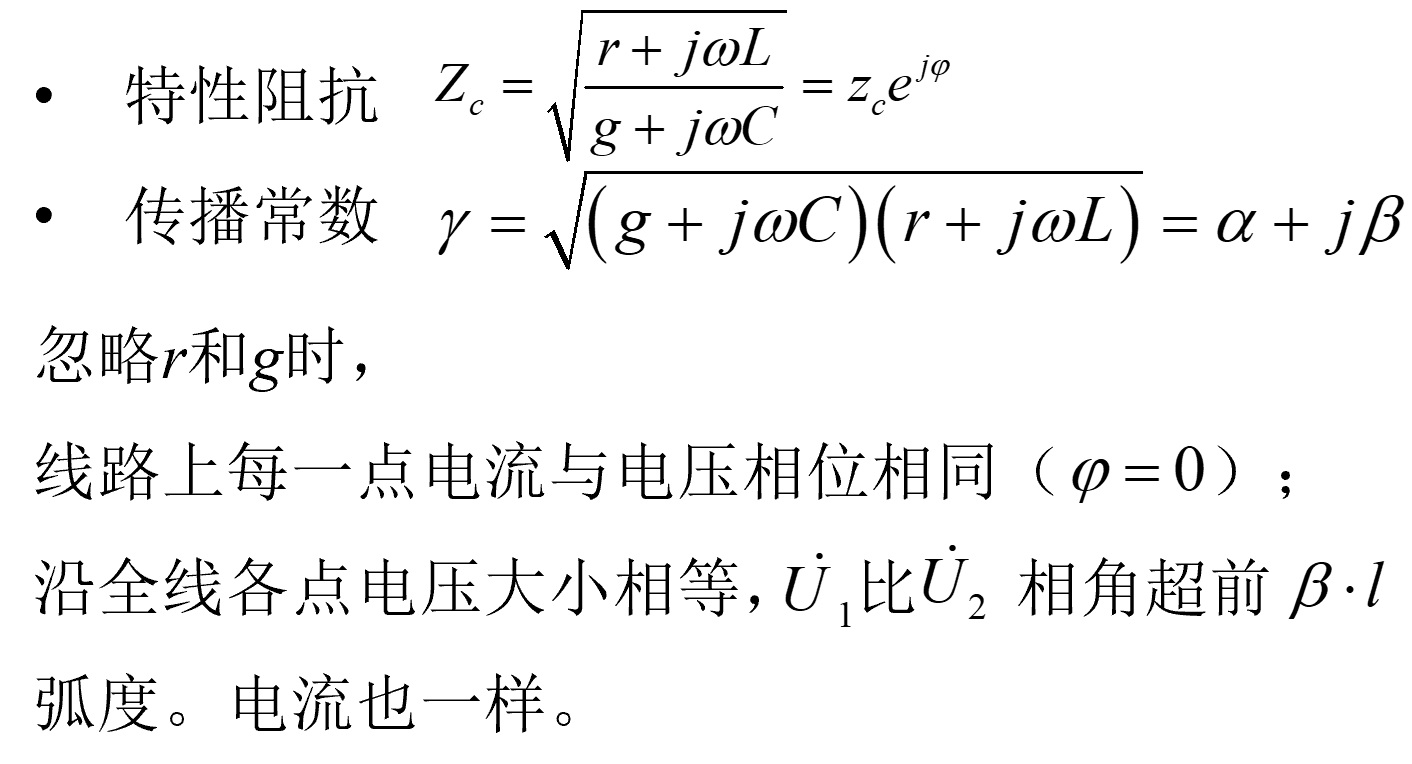 • 特性阻抗 $Z_c = \sqrt{\frac{r + j\omega L}{g + j\omega C}} = z_c e^{j\varphi}$
• 传播常数 $\gamma = \sqrt{(g + j\omega C)(r + j\omega L)} = \alpha + j\beta$
忽略r和g时，
线路上每一点电流与电压相位相同（$\varphi = 0$）；
沿全线各点电压大小相等，$\dot{U}_1$比$\dot{U}_2$ 相角超前 $\beta \cdot l$
弧度。电流也一样。